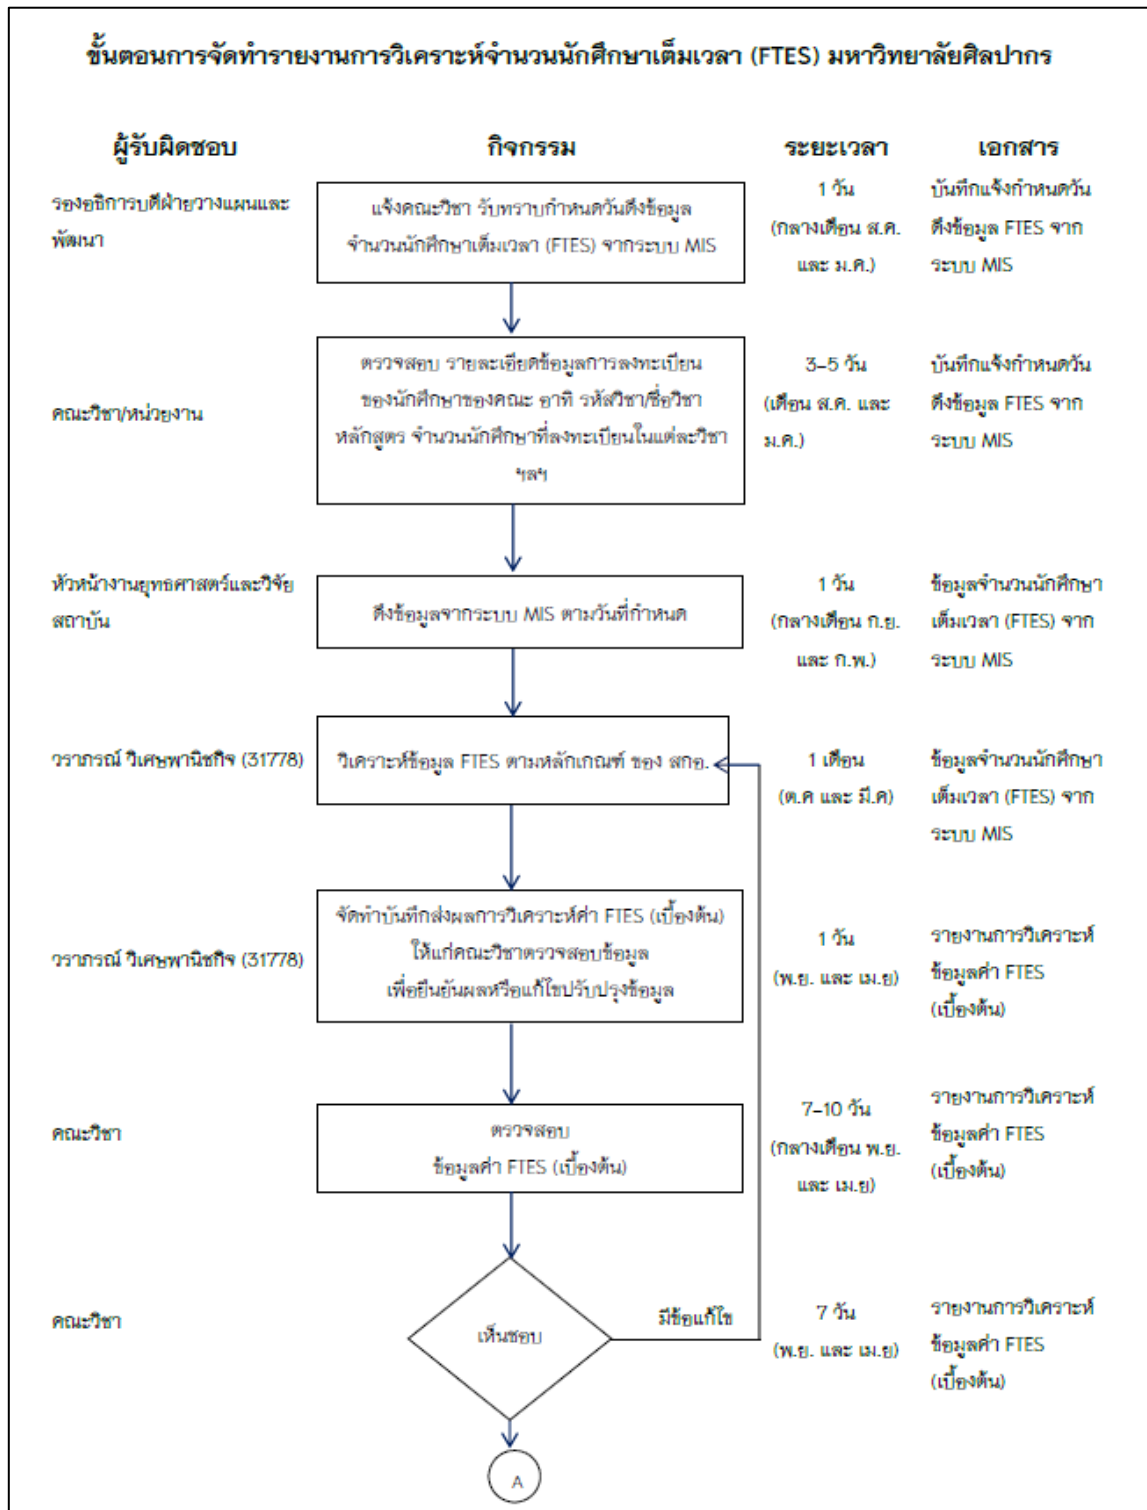 ขั้นตอนการจัดทำรายงานการวิเคราะห์จำนวนนักศึกษาเต็มเวลา (FTES) มหาวิทยาลัยศิลปากร
ผู้รับผิดชอบ
กิจกรรม
ระยะเวลา
เอกสาร
รองอธิการบดีฝ่ายวางแผนและ
พัฒนา
แจ้งคณะวิชา รับทราบกำหนดวันดึงข้อมูล
จำนวนนักศึกษาเต็มเวลา (FTES) จากระบบ MIS
1 วัน
(กลางเดือน ส.ค.
และ ม.ค.)
บันทึกแจ้งกำหนดวัน
ดึงข้อมูล FTES จาก
ระบบ MIS
คณะวิชา/หน่วยงาน
ตรวจสอบ รายละเอียดข้อมูลการลงทะเบียน
ของนักศึกษาของคณะ อาทิ รหัสวิชา/ชื่อวิชา
หลักสูตร จำนวนนักศึกษาที่ลงทะเบียนในแต่ละวิชา
ฯลฯ
3–5 วัน
(เดือน ส.ค. และ
ม.ค.)
บันทึกแจ้งกำหนดวัน
ดึงข้อมูล FTES จาก
ระบบ MIS
หัวหน้างานยุทธศาสตร์และวิจัย
สถาบัน
ดึงข้อมูลจากระบบ MIS ตามวันที่กำหนด
1 วัน
(กลางเดือน ก.ย.
และ ก.พ.)
ข้อมูลจำนวนนักศึกษา
เต็มเวลา (FTES) จาก
ระบบ MIS
วราภรณ์ วิเศษพานิชกิจ (31778)
วิเคราะห์ข้อมูล FTES ตามหลักเกณฑ์ ของ สกอ.
1 เดือน
(ต.ค และ มี.ค)
ข้อมูลจำนวนนักศึกษา
เต็มเวลา (FTES) จาก
ระบบ MIS
วราภรณ์ วิเศษพานิชกิจ (31778)
จัดทำบันทึกส่งผลการวิเคราะห์ค่า FTES (เบื้องต้น)
ให้แก่คณะวิชาตรวจสอบข้อมูล
เพื่อยืนยันผลหรือแก้ไขปรับปรุงข้อมูล
1 วัน
(พ.ย. และ เม.ย)
รายงานการวิเคราะห์
ข้อมูลค่า FTES
(เบื้องต้น)
คณะวิชา
ตรวจสอบ
ข้อมูลค่า FTES (เบื้องต้น)
7–10 วัน
(กลางเดือน พ.ย.
และ เม.ย)
รายงานการวิเคราะห์
ข้อมูลค่า FTES
(เบื้องต้น)
คณะวิชา
เห็นชอบ
มีข้อแก้ไข
7 วัน
(พ.ย. และ เม.ย)
รายงานการวิเคราะห์
ข้อมูลค่า FTES
(เบื้องต้น)
A